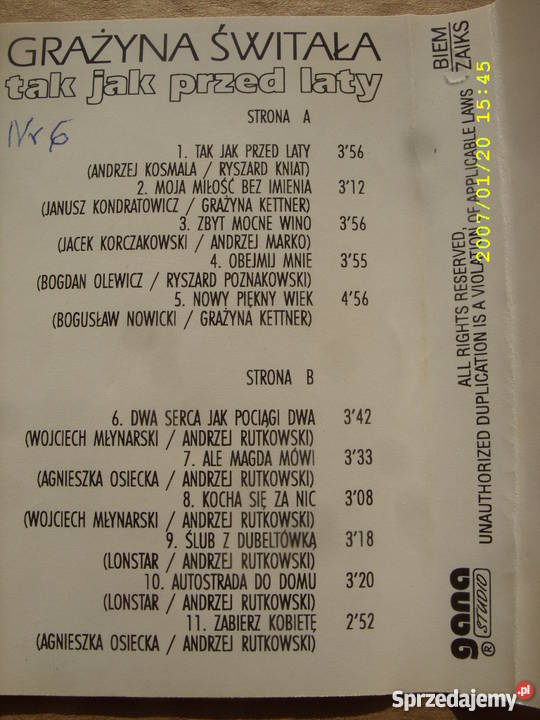 GRAŻYNA ŚWITAŁA
tak jak przed laty
Nr 6
STRONA A
1. TAK JAK PRZED LATY 3'56
(ANDRZEJ KOSMALA / RYSZARD KNIAT)
2. MOJA MIŁOŚĆ BEZ IMIENIA 3'12
(JANUSZ KONDRATOWICZ / GRAŻYNA KETTNER)
3. ZBYT MOCNE WINO 3'56
(JACEK KORCZAKOWSKI / ANDRZEJ MARKO)
4. OBEJMIJ MNIE 3'55
(BOGDAN OLEWICZ / RYSZARD POZNAKOWSKI)
5. NOWY PIĘKNY WIEK 4'56
(BOGUSŁAW NOWICKI / GRAŻYNA KETTNER)
STRONA B
6. DWA SERCA JAK POCIĄGI DWA 3'42
(WOJCIECH MŁYNARSKI / ANDRZEJ RUTKOWSKI)
7. ALE MAGDA MÓWI 3'33
(AGNIESZKA OSIECKA / ANDRZEJ RUTKOWSKI)
8. KOCHA SIĘ ZA NIC 3'08
(WOJCIECH MŁYNARSKI / ANDRZEJ RUTKOWSKI)
9. ŚLUB Z DUBELTÓWKĄ 3'18
(LONSTAR / ANDRZEJ RUTKOWSKI)
10. AUTOSTRADA DO DOMU 3'20
(LONSTAR / ANDRZEJ RUTKOWSKI)
11. ZABIERZ KOBIETĘ 2'52
(AGNIESZKA OSIECKA / ANDRZEJ RUTKOWSKI)
BIEM
ZAIKS
ALL RIGHTS RESERVED,
UNAUTHORIZED DUPLICATION IS A VIOLATION OF APPLICABLE LAWS
gana
STUDIO ®
2007/01/20 15:45
Sprzedajemy.pl